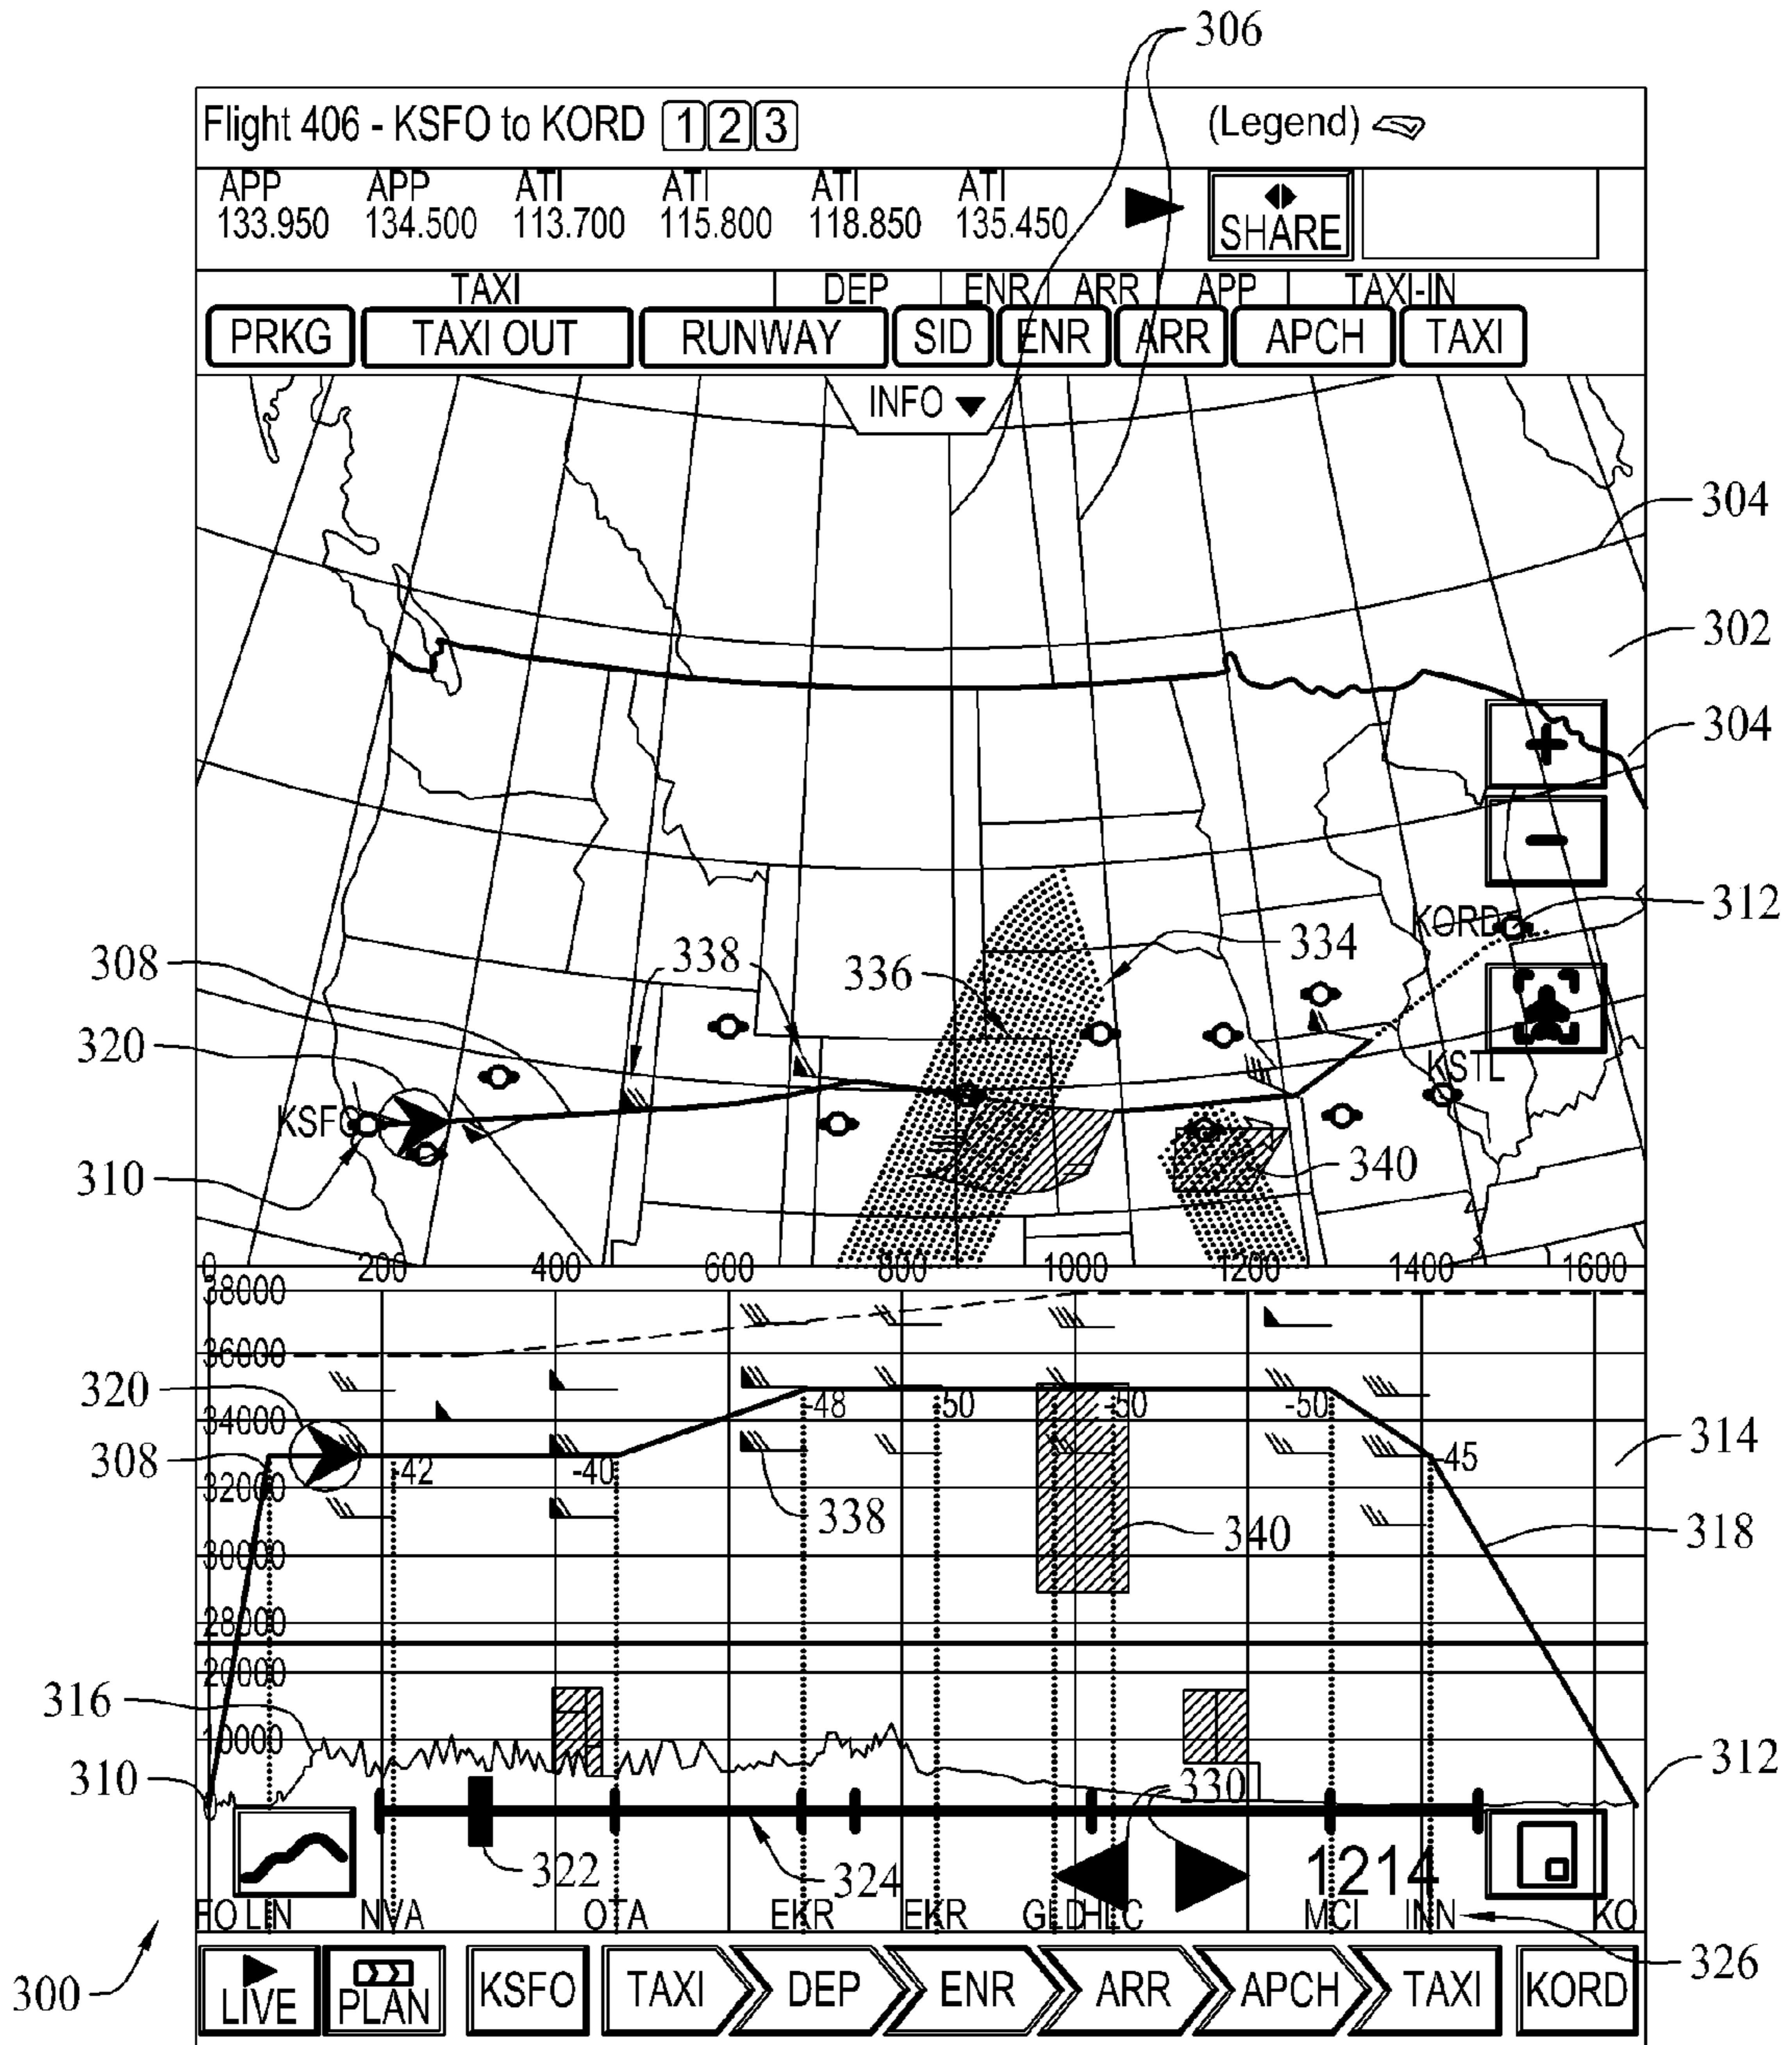 306
Flight 406 - KSFO to KORD 1 2 3 (Legend)
APP APP ATI ATI ATI ATI
133.950 134.500 113.700 115.800 118.850 135.450
SHARE
TAXI DEP ENR ARR APP TAXI-IN
PRKG TAXI OUT RUNWAY SID ENR ARR APCH TAXI
INFO
304
302
304
+
−
KORD 312
308 338 336 334
320
KSTL
KSFO
310 340
0 200 400 600 800 1000 1200 1400 1600
38000
36000
320
34000 -48 -50 -50 -50
308 314
-42 -40 -45
32000
338 340 318
30000
28000
20000
316
10000
310 330 312
322 324 1214
FO LIN NVA OTA EKR EKR GLD HLC MCI INN KO
326
300
LIVE PLAN KSFO TAXI DEP ENR ARR APCH TAXI KORD